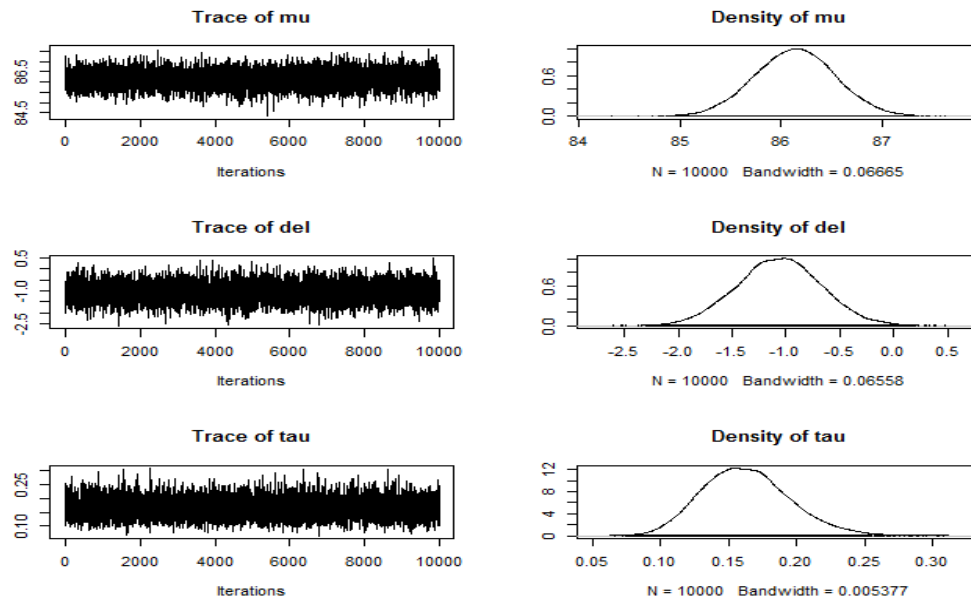 Trace of mu
84.5 86.5
0 2000 4000 6000 8000 10000
Iterations
Density of mu
0.0 0.6
84 85 86 87
N = 10000 Bandwidth = 0.06665
Trace of del
-2.5 -1.0 0.5
0 2000 4000 6000 8000 10000
Iterations
Density of del
0.0 0.6
-2.5 -2.0 -1.5 -1.0 -0.5 0.0 0.5
N = 10000 Bandwidth = 0.06558
Trace of tau
0.10 0.25
0 2000 4000 6000 8000 10000
Iterations
Density of tau
0 4 8 12
0.05 0.10 0.15 0.20 0.25 0.30
N = 10000 Bandwidth = 0.005377